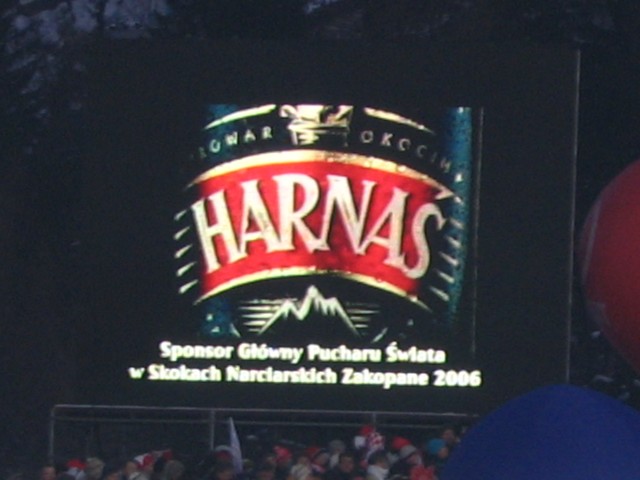 BROWAR OKOCIM
HARNAŚ
Sponsor Główny Pucharu Świata
w Skokach Narciarskich Zakopane 2006